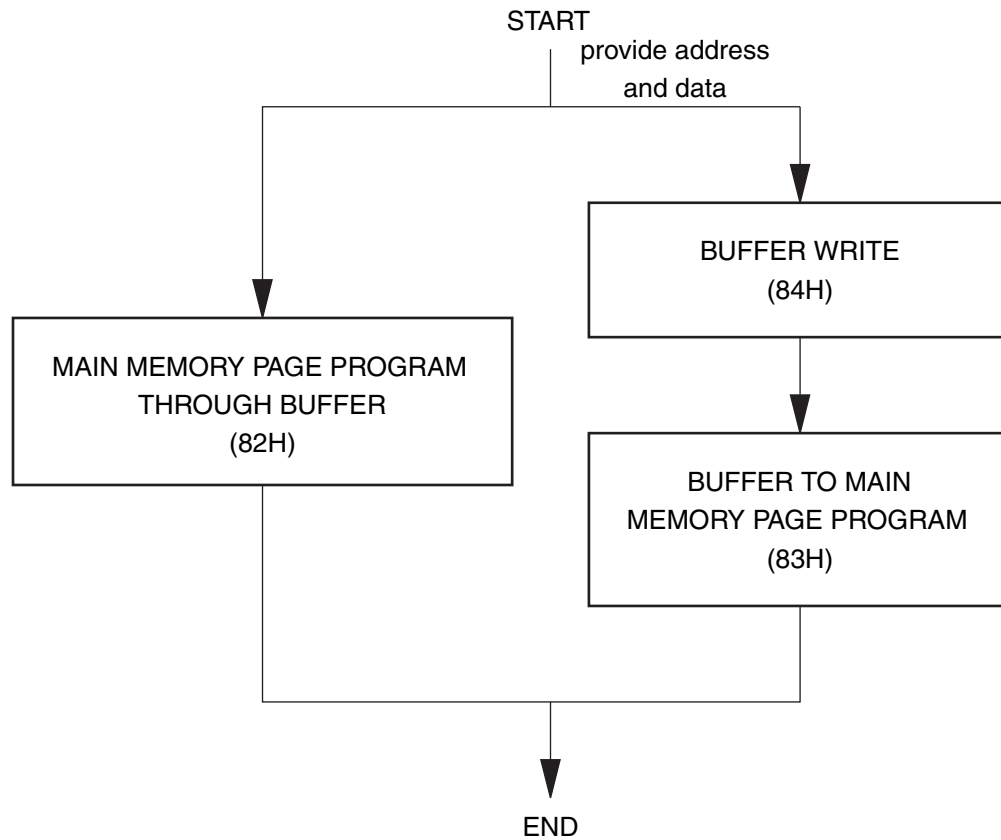 START
provide address
and data
BUFFER WRITE
(84H)
MAIN MEMORY PAGE PROGRAM
THROUGH BUFFER
(82H)
BUFFER TO MAIN
MEMORY PAGE PROGRAM
(83H)
END